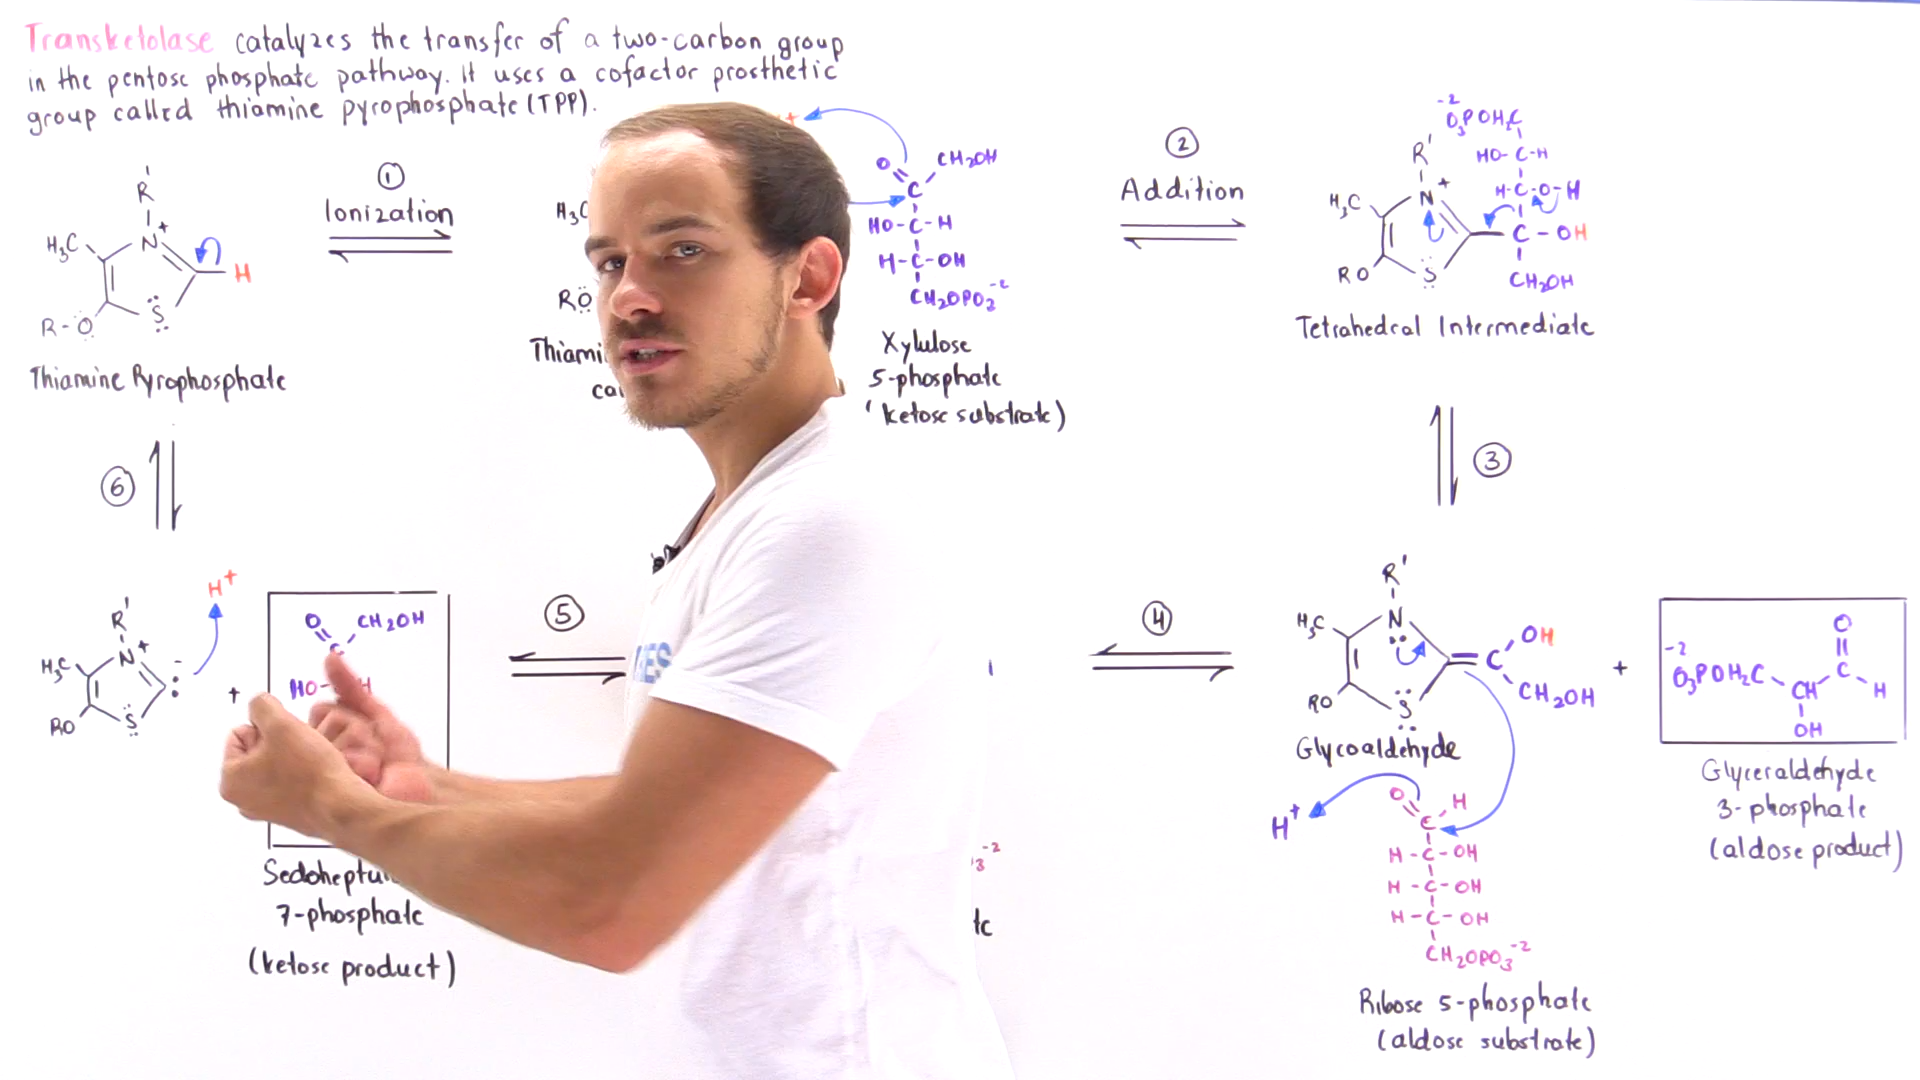 Transketolase catalyzes the transfer of a two-carbon group
in the pentose phosphate pathway. It uses a cofactor prosthetic
group called thiamine pyrophosphate (TPP).
R'
H₃C
N⁺
H
S
R-O
Thiamine Pyrophosphate
①
Ionization
H₃C
RO
O
CH₂OH
C
HO-C-H
H-C-OH
CH₂OPO₃⁻²
Xylulose
5-phosphate
(ketose substrate)
②
Addition
⁻²O₃POH₂C
R'
HO-C-H
H₃C
N⁺
H-C-O-H
C-OH
RO
S
CH₂OH
Tetrahedral Intermediate
③
R'
H₃C
N
OH
C
CH₂OH
RO
S
Glycoaldehyde
+
⁻²O₃POH₂C
CH
OH
C
O
H
Glyceraldehyde
3-phosphate
(aldose product)
H⁺
O
H
C
H-C-OH
H-C-OH
H-C-OH
CH₂OPO₃⁻²
Ribose 5-phosphate
(aldose substrate)
④
⑤
O
CH₂OH
C
HO-
H
7-phosphate
(ketose product)
+
H⁺
R'
H₃C
N⁺
RO
S
⑥